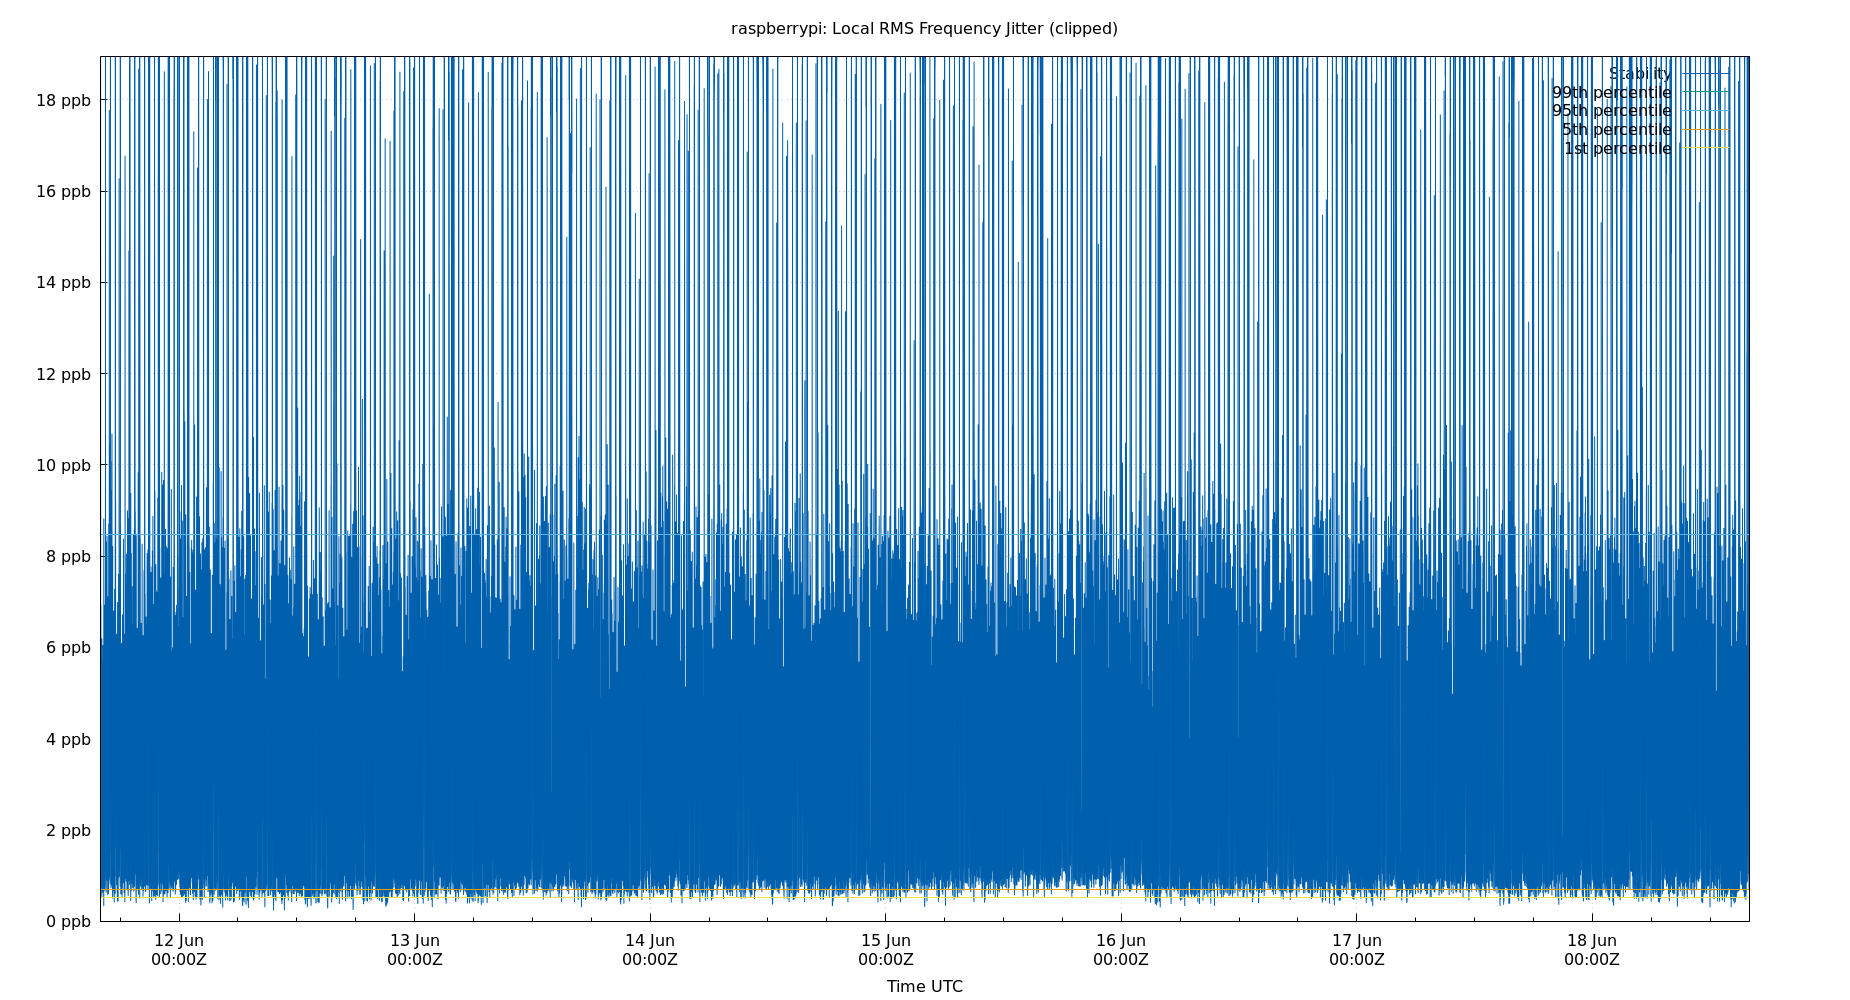 raspberrypi: Local RMS Frequency Jitter (clipped)
Stability
99th percentile
95th percentile
5th percentile
1st percentile
18 ppb
16 ppb
14 ppb
12 ppb
10 ppb
8 ppb
6 ppb
4 ppb
2 ppb
0 ppb
12 Jun 13 Jun 14 Jun 15 Jun 16 Jun 17 Jun 18 Jun
00:00Z 00:00Z 00:00Z 00:00Z 00:00Z 00:00Z 00:00Z
Time UTC